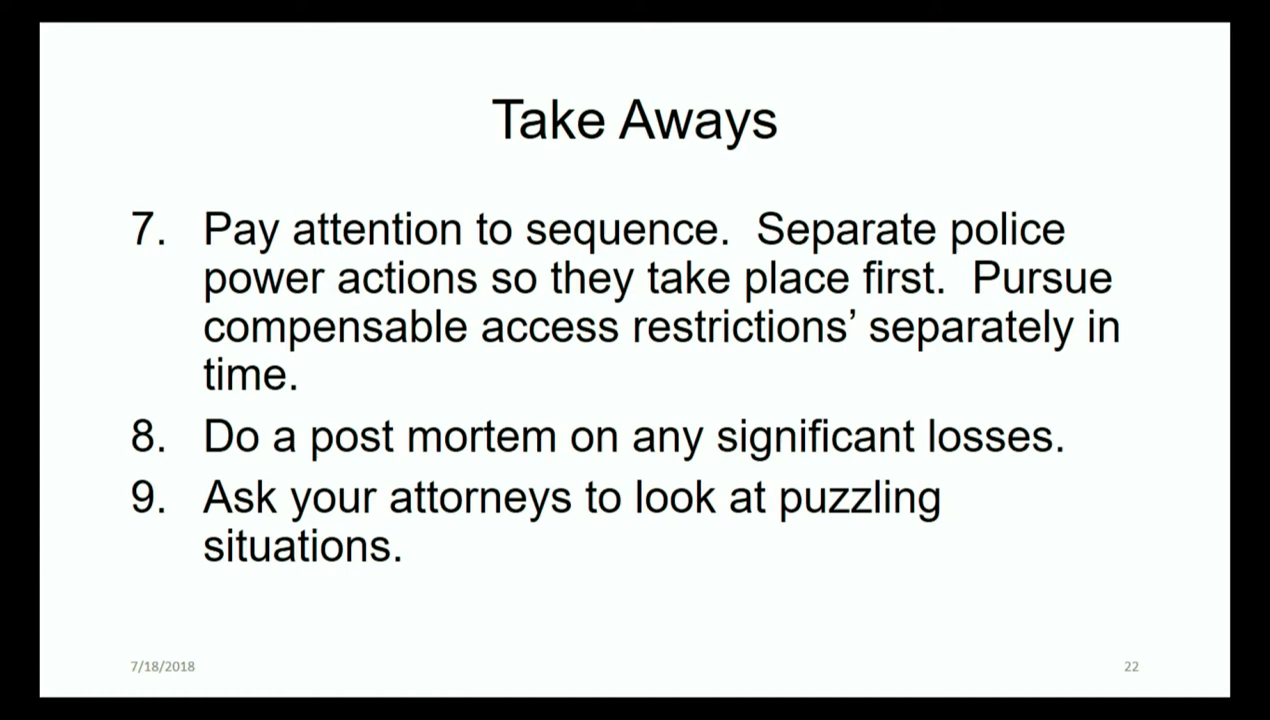 Take Aways
7. Pay attention to sequence.  Separate police
power actions so they take place first.  Pursue
compensable access restrictions’ separately in
time.
8. Do a post mortem on any significant losses.
9. Ask your attorneys to look at puzzling
situations.
7/18/2018
22